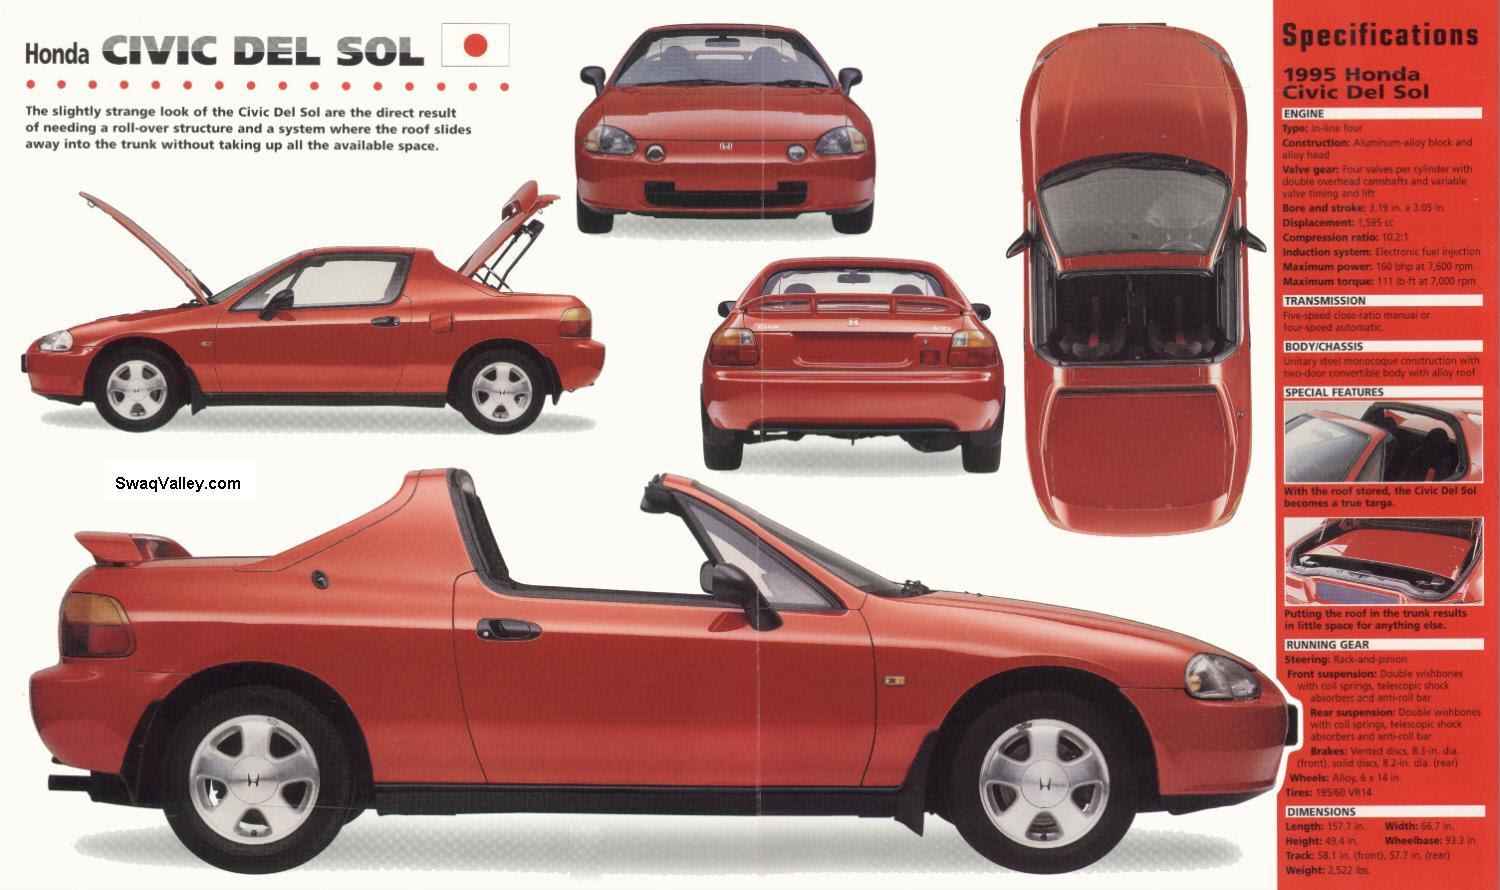 Honda CIVIC DEL SOL
The slightly strange look of the Civic Del Sol are the direct result
of needing a roll-over structure and a system where the roof slides
away into the trunk without taking up all the available space.
SwaqValley.com
Specifications
1995 Honda
Civic Del Sol
ENGINE
Type: In-line four
Construction: Aluminum-alloy block and
alloy head
Valve gear: Four valves per cylinder with
double overhead camshafts and variable
valve timing and lift
Bore and stroke: 3.19 in. x 3.05 in.
Displacement: 1,595 cc
Compression ratio: 10.2:1
Induction system: Electronic fuel injection
Maximum power: 160 bhp at 7,600 rpm
Maximum torque: 111 lb-ft at 7,000 rpm
TRANSMISSION
Five-speed close-ratio manual or
four-speed automatic.
BODY/CHASSIS
Unitary steel monocoque construction with
two-door convertible body with alloy roof
SPECIAL FEATURES
With the roof stored, the Civic Del Sol
becomes a true targa.
Putting the roof in the trunk results
in little space for anything else.
RUNNING GEAR
Steering: Rack-and-pinion
Front suspension: Double wishbones
with coil springs, telescopic shock
absorbers and anti-roll bar
Rear suspension: Double wishbones
with coil springs, telescopic shock
absorbers and anti-roll bar
Brakes: Vented discs, 8.3-in. dia.
(front), solid discs, 8.2-in. dia. (rear)
Wheels: Alloy, 6 x 14 in.
Tires: 195/60 VR14
DIMENSIONS
Length: 157.7 in. Width: 66.7 in.
Height: 49.4 in. Wheelbase: 93.3 in.
Track: 58.1 in. (front), 57.7 in. (rear)
Weight: 2,522 lbs.